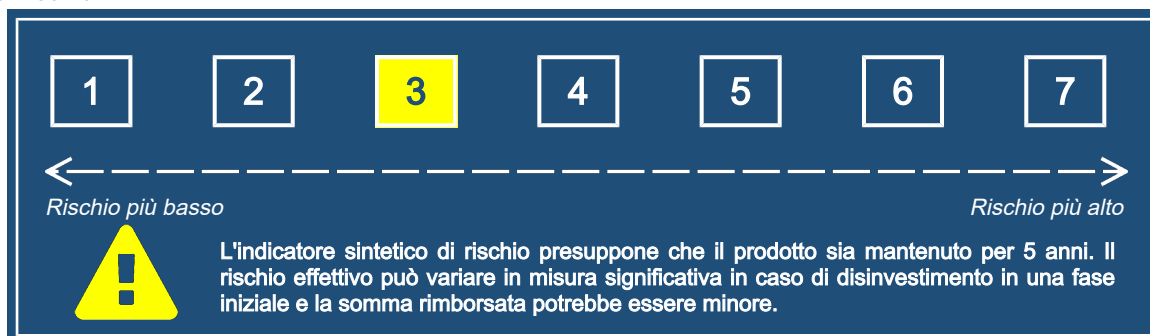 1 2 3 4 5 6 7
Rischio più basso Rischio più alto
L'indicatore sintetico di rischio presuppone che il prodotto sia mantenuto per 5 anni. Il
rischio effettivo può variare in misura significativa in caso di disinvestimento in una fase
iniziale e la somma rimborsata potrebbe essere minore.